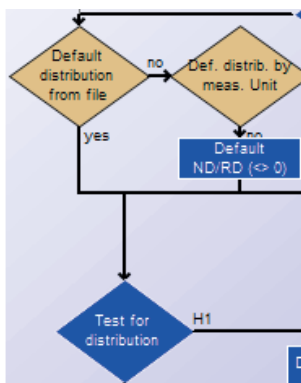 Default
distribution
from file
no
Def. distrib. by
meas. Unit
yes
no
Default
ND/RD (<> 0)
Test for
distribution
H1
D